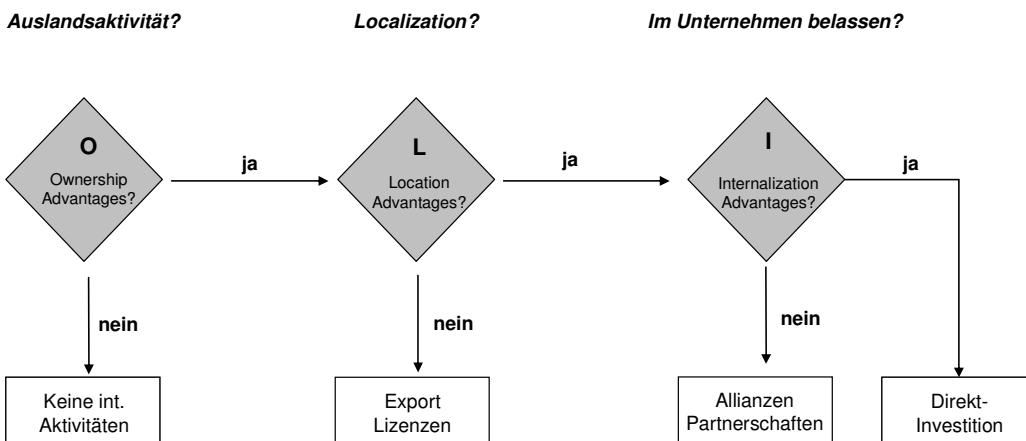 Auslandsaktivität?
Localization?
Im Unternehmen belassen?
O
Ownership
Advantages?
ja
L
Location
Advantages?
ja
I
Internalization
Advantages?
ja
nein
nein
nein
Keine int.
Aktivitäten
Export
Lizenzen
Allianzen
Partnerschaften
Direkt-
Investition